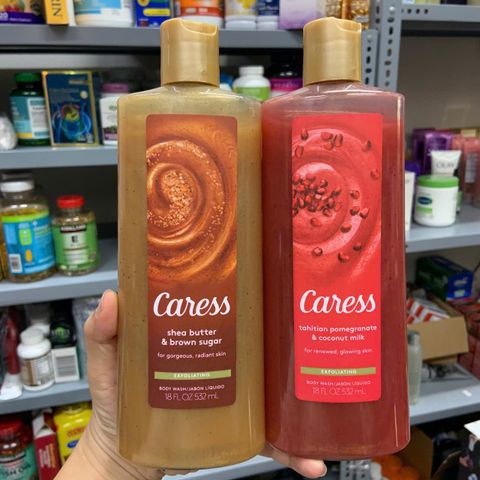 Caress
shea butter
& brown sugar
for gorgeous, radiant skin
EXFOLIATING
BODY WASH/JABÓN LÍQUIDO
18 FL OZ 532 mL
Caress
tahitian pomegranate
& coconut milk
for renewed, glowing skin
EXFOLIATING
BODY WASH/JABÓN LÍQUIDO
18 FL OZ 532 mL
KIRKLAND
E
OLAY